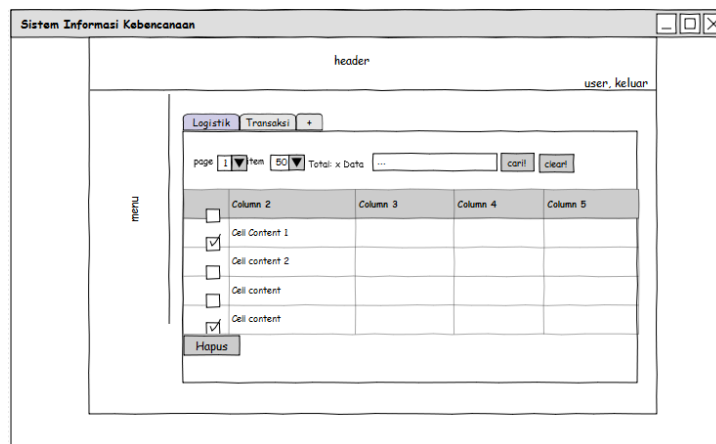 Sistem Informasi Kebencanaan
header
user, keluar
menu
Logistik Transaksi +
page 1 item 50 Total: x Data ... cari! clear!
Column 2 Column 3 Column 4 Column 5
Cell Content 1
Cell content 2
Cell content
Cell content
Hapus